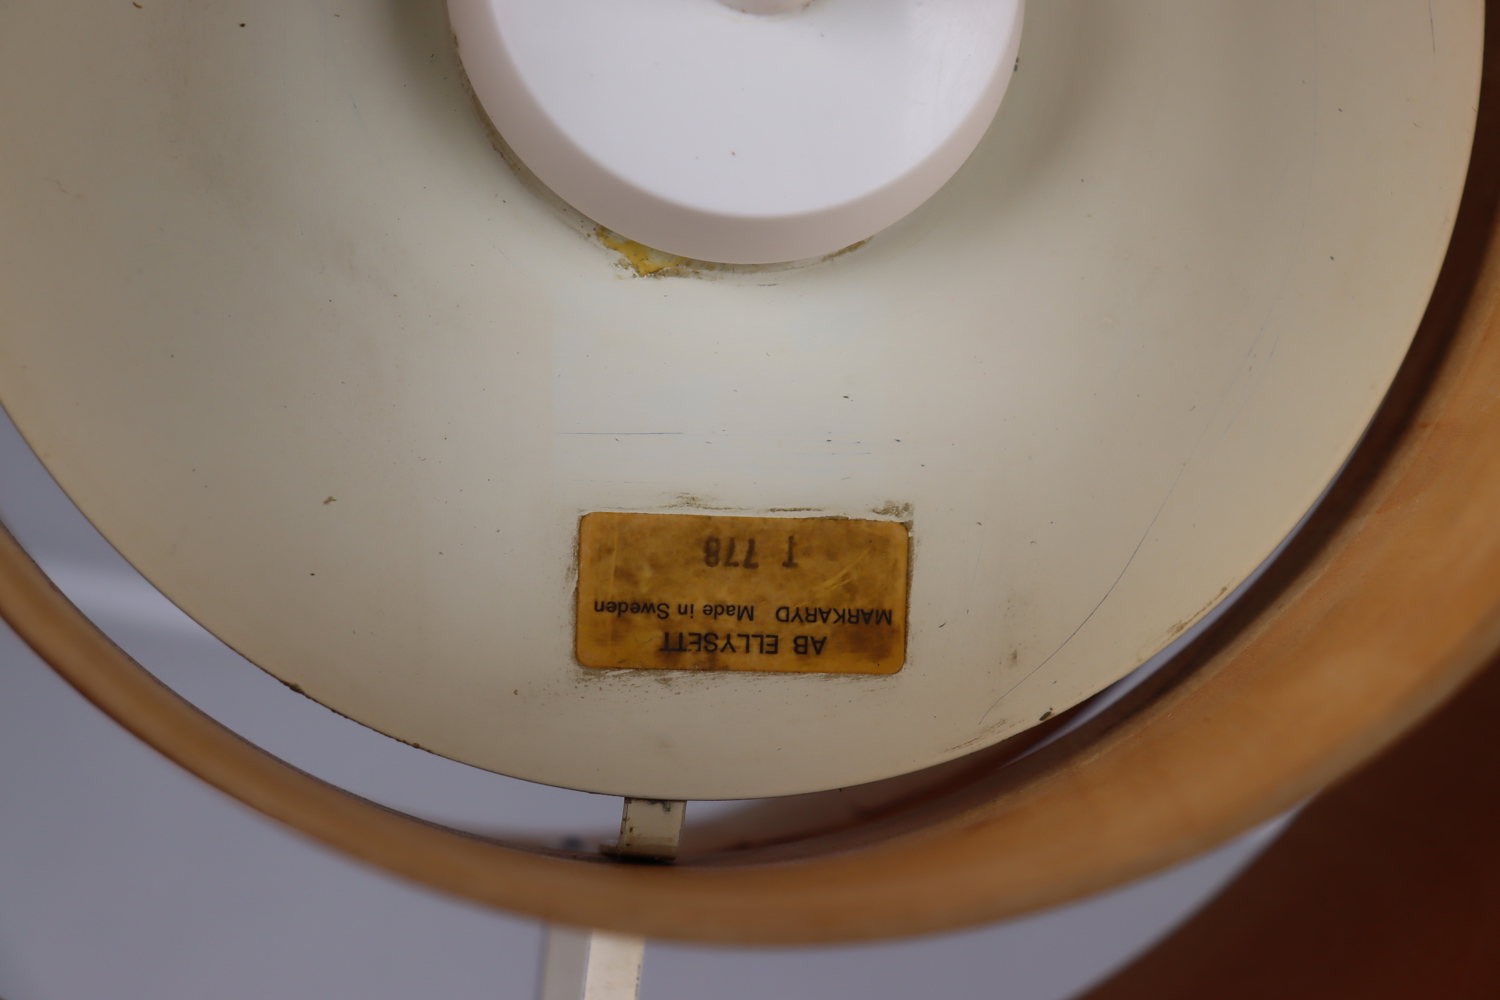 AB ELLYSETT
MARKARYD Made in Sweden
T 778